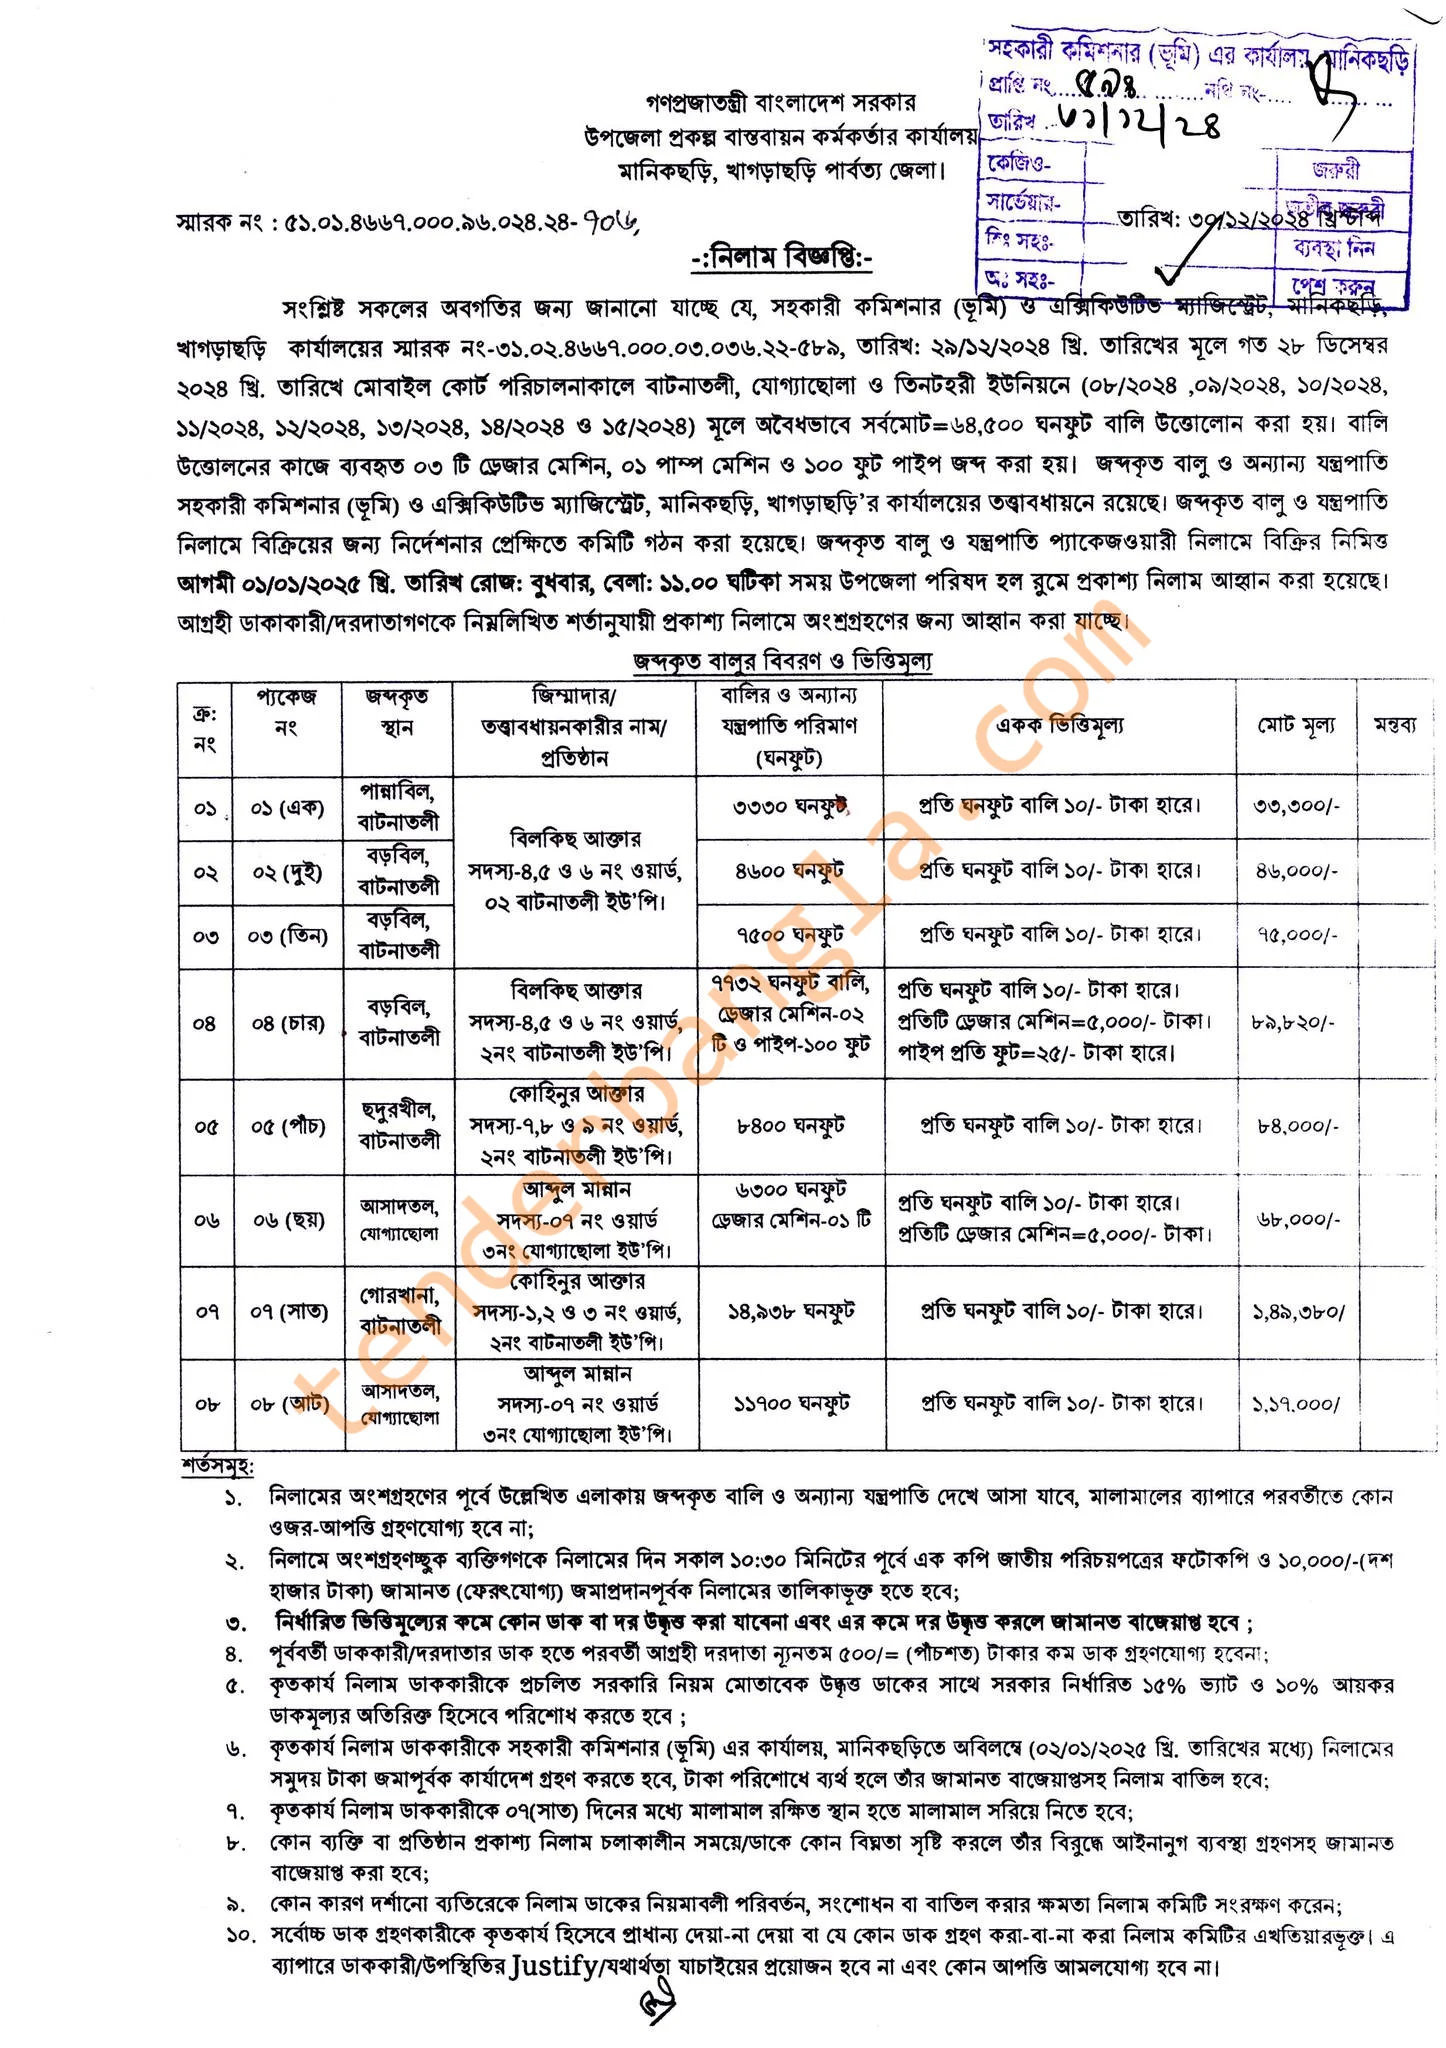 সহকারী কমিশনার (ভূমি) এর কার্যালয়, মানিকছড়ি
প্রাপ্তি নং............নথি নং-............
তারিখ ... ৩১/১২/২৪
কেজিও- জরুরী
সার্ভেয়ার- অতীব জরুরী
ব্যবস্থা নিন
অঃ সহঃ- পেশ করুন
গণপ্রজাতন্ত্রী বাংলাদেশ সরকার
উপজেলা প্রকল্প বাস্তবায়ন কর্মকর্তার কার্যালয়
মানিকছড়ি, খাগড়াছড়ি পার্বত্য জেলা।
স্মারক নং : ৫১.০১.৪৬৬৭.০০০.৯৬.০২৪.২৪-৭০৬, তারিখ: ৩০/১২/২০২৪ খ্রিস্টাব্দ
-:নিলাম বিজ্ঞপ্তি:-
সংশ্লিষ্ট সকলের অবগতির জন্য জানানো যাচ্ছে যে, সহকারী কমিশনার (ভূমি) ও এক্সিকিউটিভ ম্যাজিস্ট্রেট, মানিকছড়ি,
খাগড়াছড়ি কার্যালয়ের স্মারক নং-৩১.০২.৪৬৬৭.০০০.০৩.০৩৬.২২-৫৮৯, তারিখ: ২৯/১২/২০২৪ খ্রি. তারিখের মূলে গত ২৮ ডিসেম্বর
২০২৪ খ্রি. তারিখে মোবাইল কোর্ট পরিচালনাকালে বাটনাতলী, যোগ্যাছোলা ও তিনটহরী ইউনিয়নে (০৮/২০২৪ ,০৯/২০২৪, ১০/২০২৪,
১১/২০২৪, ১২/২০২৪, ১৩/২০২৪, ১৪/২০২৪ ও ১৫/২০২৪) মূলে অবৈধভাবে সর্বমোট=৬৪,৫০০ ঘনফুট বালি উত্তোলোন করা হয়। বালি
উত্তোলনের কাজে ব্যবহৃত ০৩ টি ড্রেজার মেশিন, ০১ পাম্প মেশিন ও ১০০ ফুট পাইপ জব্দ করা হয়। জব্দকৃত বালু ও অন্যান্য যন্ত্রপাতি
সহকারী কমিশনার (ভূমি) ও এক্সিকিউটিভ ম্যাজিস্ট্রেট, মানিকছড়ি, খাগড়াছড়ি'র কার্যালয়ের তত্ত্বাবধায়নে রয়েছে। জব্দকৃত বালু ও যন্ত্রপাতি
নিলামে বিক্রিয়ের জন্য নির্দেশনার প্রেক্ষিতে কমিটি গঠন করা হয়েছে। জব্দকৃত বালু ও যন্ত্রপাতি প্যাকেজওয়ারী নিলামে বিক্রির নিমিত্ত
আগমী ০১/০১/২০২৫ খ্রি. তারিখ রোজ: বুধবার, বেলা: ১১.০০ ঘটিকা সময় উপজেলা পরিষদ হল রুমে প্রকাশ্য নিলাম আহ্বান করা হয়েছে।
আগ্রহী ডাকাকারী/দরদাতাগণকে নিম্নলিখিত শর্তানুযায়ী প্রকাশ্য নিলামে অংশ্রগ্রহণের জন্য আহ্বান করা যাচ্ছে।
জব্দকৃত বালুর বিবরণ ও ভিত্তিমূল্য
ক্র: নং প্যকেজ নং জব্দকৃত স্থান জিম্মাদার/ তত্ত্বাবধায়নকারীর নাম/ প্রতিষ্ঠান বালির ও অন্যান্য যন্ত্রপাতি পরিমাণ (ঘনফুট) একক ভিত্তিমূল্য মোট মূল্য মন্তব্য
০১ ০১ (এক) পান্নাবিল, বাটনাতলী বিলকিছ আক্তার সদস্য-৪,৫ ও ৬ নং ওয়ার্ড, ০২ বাটনাতলী ইউ'পি। ৩৩৩০ ঘনফুট প্রতি ঘনফুট বালি ১০/- টাকা হারে। ৩৩,৩০০/-
০২ ০২ (দুই) বড়বিল, বাটনাতলী ৪৬০০ ঘনফুট প্রতি ঘনফুট বালি ১০/- টাকা হারে। ৪৬,০০০/-
০৩ ০৩ (তিন) বড়বিল, বাটনাতলী ৭৫০০ ঘনফুট প্রতি ঘনফুট বালি ১০/- টাকা হারে। ৭৫,০০০/-
০৪ ০৪ (চার) বড়বিল, বাটনাতলী বিলকিছ আক্তার সদস্য-৪,৫ ও ৬ নং ওয়ার্ড, ২নং বাটনাতলী ইউ'পি। ৭৭৩২ ঘনফুট বালি, ড্রেজার মেশিন-০২ টি ও পাইপ-১০০ ফুট প্রতি ঘনফুট বালি ১০/- টাকা হারে। প্রতিটি ড্রেজার মেশিন=৫,০০০/- টাকা। পাইপ প্রতি ফুট=২৫/- টাকা হারে। ৮৯,৮২০/-
০৫ ০৫ (পাঁচ) ছদুরখীল, বাটনাতলী কোহিনুর আক্তার সদস্য-৭,৮ ও ৯ নং ওয়ার্ড, ২নং বাটনাতলী ইউ'পি। ৮৪০০ ঘনফুট প্রতি ঘনফুট বালি ১০/- টাকা হারে। ৮৪,০০০/-
০৬ ০৬ (ছয়) আসাদতল, যোগ্যাছোলা আব্দুল মান্নান সদস্য-০৭ নং ওয়ার্ড ৩নং যোগ্যাছোলা ইউ'পি। ৬৩০০ ঘনফুট ড্রেজার মেশিন-০১ টি প্রতি ঘনফুট বালি ১০/- টাকা হারে। প্রতিটি ড্রেজার মেশিন=৫,০০০/- টাকা। ৬৮,০০০/-
০৭ ০৭ (সাত) গোরখানা, বাটনাতলী কোহিনুর আক্তার সদস্য-১,২ ও ৩ নং ওয়ার্ড, ২নং বাটনাতলী ইউ'পি। ১৪,৯৩৮ ঘনফুট প্রতি ঘনফুট বালি ১০/- টাকা হারে। ১,৪৯,৩৮০/
০৮ ০৮ (আট) আসাদতল, যোগ্যাছোলা আব্দুল মান্নান সদস্য-০৭ নং ওয়ার্ড ৩নং যোগ্যাছোলা ইউ'পি। ১১৭০০ ঘনফুট প্রতি ঘনফুট বালি ১০/- টাকা হারে। ১,১৭,০০০/
শর্তসমূহ:
১. নিলামের অংশগ্রহণের পূর্বে উল্লেখিত এলাকায় জব্দকৃত বালি ও অন্যান্য যন্ত্রপাতি দেখে আসা যাবে, মালামালের ব্যাপারে পরবর্তীতে কোন
ওজর-আপত্তি গ্রহণযোগ্য হবে না;
২. নিলামে অংশগ্রহণচ্ছুক ব্যক্তিগণকে নিলামের দিন সকাল ১০:৩০ মিনিটের পূর্বে এক কপি জাতীয় পরিচয়পত্রের ফটোকপি ও ১০,০০০/-(দশ
হাজার টাকা) জামানত (ফেরৎযোগ্য) জমাপ্রদানপূর্বক নিলামের তালিকাভূক্ত হতে হবে;
৩. নির্ধারিত ভিত্তিমূল্যের কমে কোন ডাক বা দর উদ্ধৃত্ত করা যাবেনা এবং এর কমে দর উদ্ধৃত্ত করলে জামানত বাজেয়াপ্ত হবে ;
৪. পূর্ববর্তী ডাককারী/দরদাতার ডাক হতে পরবর্তী আগ্রহী দরদাতা ন্যূনতম ৫০০/= (পাঁচশত) টাকার কম ডাক গ্রহণযোগ্য হবেনা;
৫. কৃতকার্য নিলাম ডাককারীকে প্রচলিত সরকারি নিয়ম মোতাবেক উদ্ধৃত্ত ডাকের সাথে সরকার নির্ধারিত ১৫% ভ্যাট ও ১০% আয়কর
ডাকমূল্যর অতিরিক্ত হিসেবে পরিশোধ করতে হবে ;
৬. কৃতকার্য নিলাম ডাককারীকে সহকারী কমিশনার (ভূমি) এর কার্যালয়, মানিকছড়িতে অবিলম্বে (০২/০১/২০২৫ খ্রি. তারিখের মধ্যে) নিলামের
সমুদয় টাকা জমাপূর্বক কার্যাদেশ গ্রহণ করতে হবে, টাকা পরিশোধে ব্যর্থ হলে তাঁর জামানত বাজেয়াপ্তসহ নিলাম বাতিল হবে;
৭. কৃতকার্য নিলাম ডাককারীকে ০৭(সাত) দিনের মধ্যে মালামাল রক্ষিত স্থান হতে মালামাল সরিয়ে নিতে হবে;
৮. কোন ব্যক্তি বা প্রতিষ্ঠান প্রকাশ্য নিলাম চলাকালীন সময়ে/ডাকে কোন বিঘ্নতা সৃষ্টি করলে তাঁর বিরুদ্ধে আইনানুগ ব্যবস্থা গ্রহণসহ জামানত
বাজেয়াপ্ত করা হবে;
৯. কোন কারণ দর্শানো ব্যতিরেকে নিলাম ডাকের নিয়মাবলী পরিবর্তন, সংশোধন বা বাতিল করার ক্ষমতা নিলাম কমিটি সংরক্ষণ করেন;
১০. সর্বোচ্চ ডাক গ্রহণকারীকে কৃতকার্য হিসেবে প্রাধান্য দেয়া-না দেয়া বা যে কোন ডাক গ্রহণ করা-বা-না করা নিলাম কমিটির এখতিয়ারভূক্ত। এ
ব্যাপারে ডাককারী/উপস্থিতির Justify/যথার্থতা যাচাইয়ের প্রয়োজন হবে না এবং কোন আপত্তি আমলযোগ্য হবে না।
tenderbangla.com